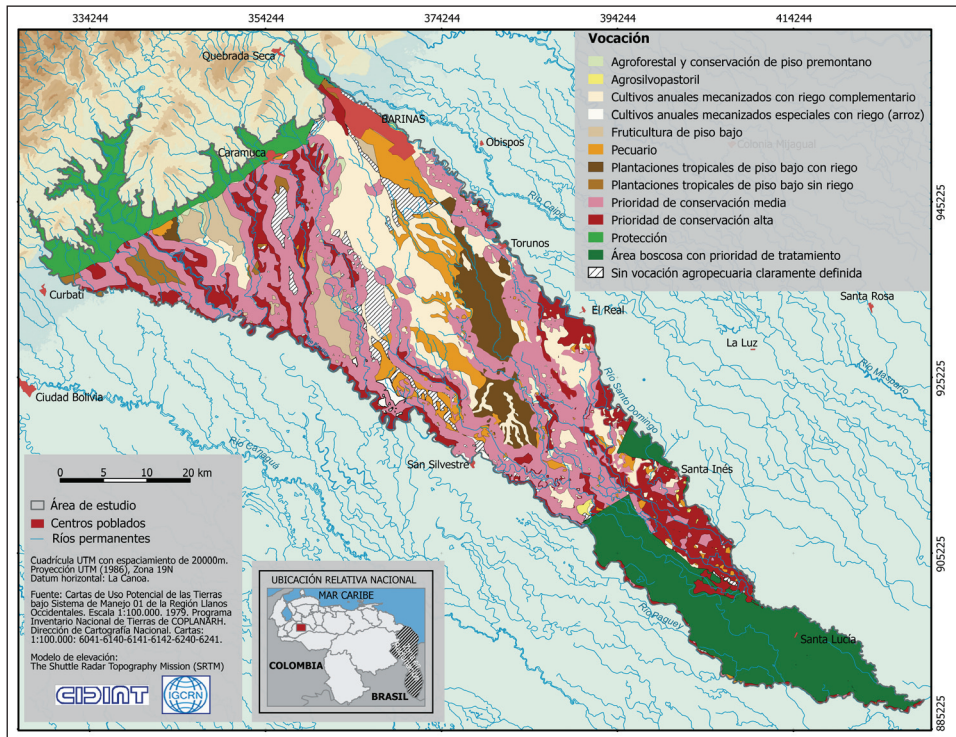 334244
354244
374244
394244
414244
Quebrada Seca
BARINAS
Obispos
Colonia Mijagual
Caramuca
Río Caipe
Torunos
Curbatí
El Real
Santa Rosa
La Luz
Río Masparro
Ciudad Bolivia
Río Santo Domingo
San Silvestre
Santa Inés
Río Paguey
Santa Lucía
945225
925225
905225
885225
Vocación
Agroforestal y conservación de piso premontano
Agrosilvopastoril
Cultivos anuales mecanizados con riego complementario
Cultivos anuales mecanizados especiales con riego (arroz)
Fruticultura de piso bajo
Pecuario
Plantaciones tropicales de piso bajo con riego
Plantaciones tropicales de piso bajo sin riego
Prioridad de conservación media
Prioridad de conservación alta
Protección
Área boscosa con prioridad de tratamiento
Sin vocación agropecuaria claramente definida
0 5 10 20 km
Área de estudio
Centros poblados
Ríos permanentes
Cuadrícula UTM con espaciamiento de 20000m.
Proyección UTM (1986), Zona 19N
Datum horizontal: La Canoa.
Fuente: Cartas de Uso Potencial de las Tierras
bajo Sistema de Manejo 01 de la Región Llanos
Occidentales. Escala 1:100.000. 1979. Programa
Inventario Nacional de Tierras de COPLANARH.
Dirección de Cartografía Nacional. Cartas:
1:100.000: 6041-6140-6141-6142-6240-6241.
Modelo de elevación:
The Shuttle Radar Topography Mission (SRTM)
CIDIAT
IGCRN
UBICACIÓN RELATIVA NACIONAL
MAR CARIBE
COLOMBIA
BRASIL